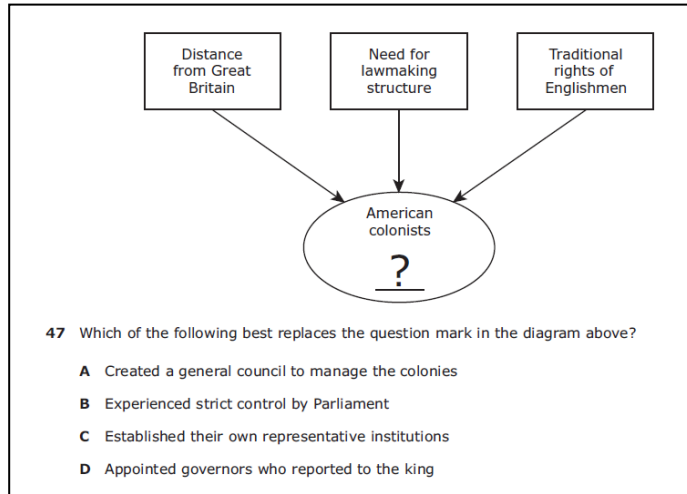 Distance
from Great
Britain
Need for
lawmaking
structure
Traditional
rights of
Englishmen
American
colonists
?
47 Which of the following best replaces the question mark in the diagram above?
A Created a general council to manage the colonies
B Experienced strict control by Parliament
C Established their own representative institutions
D Appointed governors who reported to the king